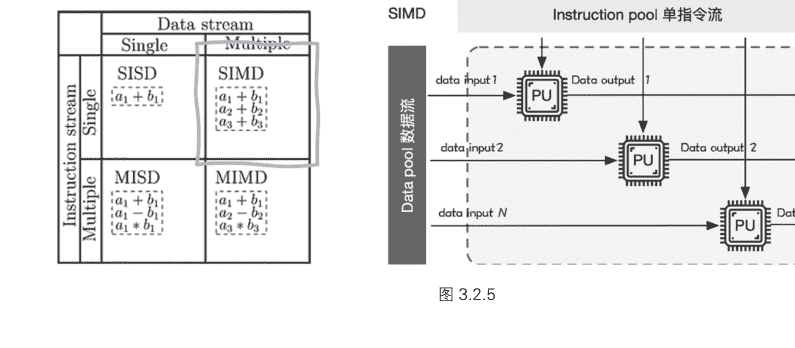 Data stream
Single Multiple
Instruction stream
Single
Multiple
SISD
a₁ + b₁
SIMD
a₁ + b₁
a₂ + b₂
a₃ + b₃
MISD
a₁ + b₁
a₁ − b₁
a₁ * b₁
MIMD
a₁ + b₁
a₂ − b₂
a₃ * b₃
SIMD
Instruction pool 单指令流
Data pool 数据流
data input 1
PU
Data output 1
data input 2
PU
Data output 2
data input N
PU
Dat
图 3.2.5